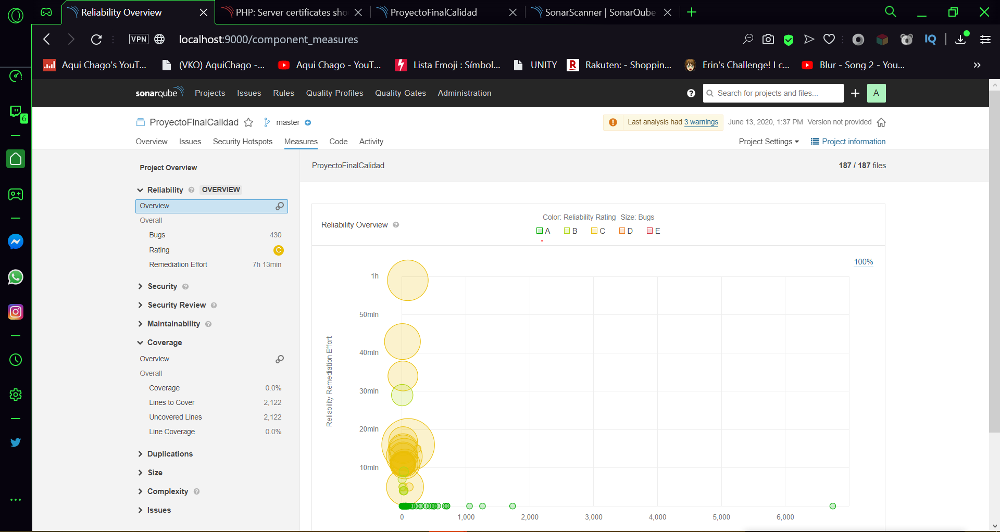 Reliability Overview
PHP: Server certificates sho
ProyectoFinalCalidad
SonarScanner | SonarQube
VPN
localhost:9000/component_measures
IQ
Aqui Chago's YouT...
(VKO) AquiChago -...
Aqui Chago - YouT...
Lista Emoji : Símbol...
UNITY
R
Rakuten: - Shoppin...
Erin's Challenge! I c...
Blur - Song 2 - You...
»
6
sonarqube
Projects
Issues
Rules
Quality Profiles
Quality Gates
Administration
?
Search for projects and files...
+
A
ProyectoFinalCalidad
master
Last analysis had 3 warnings
June 13, 2020, 1:37 PM
Version not provided
Overview
Issues
Security Hotspots
Measures
Code
Activity
Project Settings
Project information
Project Overview
Reliability
OVERVIEW
Overview
Overall
Bugs 430
Rating C
Remediation Effort 7h 13min
Security
Security Review
Maintainability
Coverage
Overview
Overall
Coverage 0.0%
Lines to Cover 2,122
Uncovered Lines 2,122
Line Coverage 0.0%
Duplications
Size
Complexity
Issues
ProyectoFinalCalidad
187 / 187 files
Reliability Overview
Color: Reliability Rating Size: Bugs
A B C D E
100%
Reliability Remediation Effort
1h
50min
40min
30min
20min
10min
0 1,000 2,000 3,000 4,000 5,000 6,000